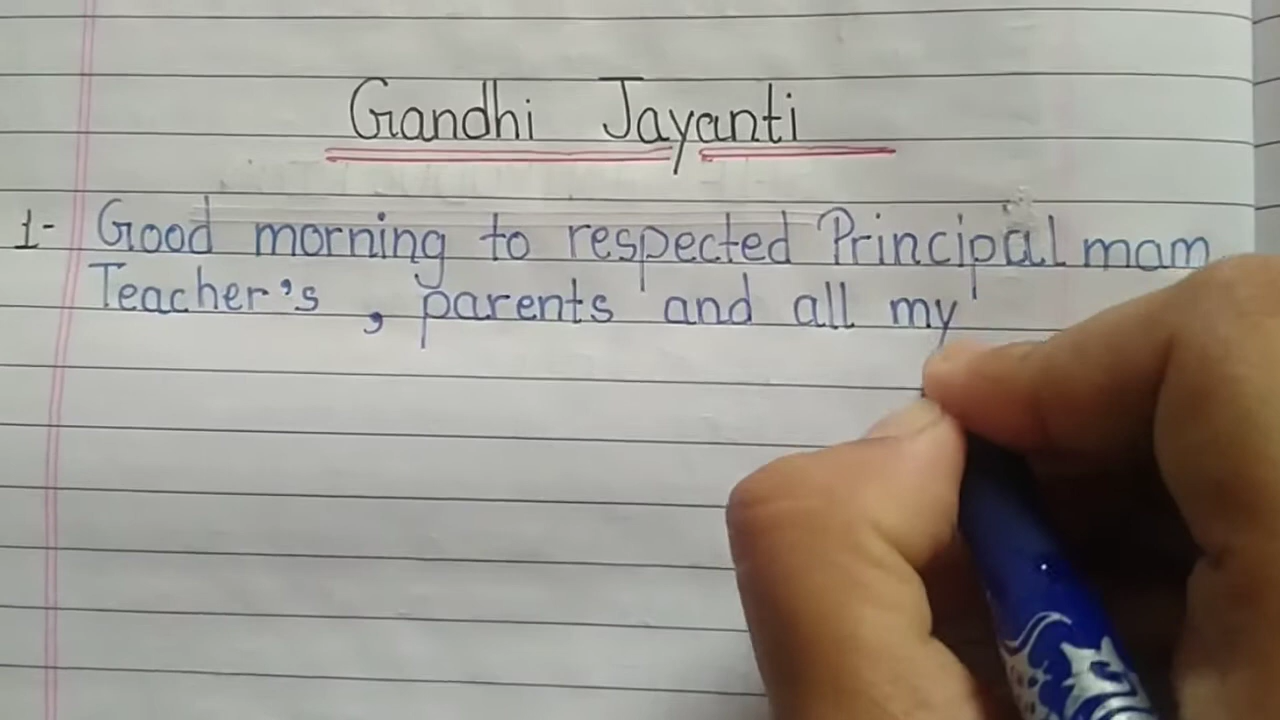 Gandhi Jayanti
1- Good morning to respected Principal mam
Teacher's , parents and all my